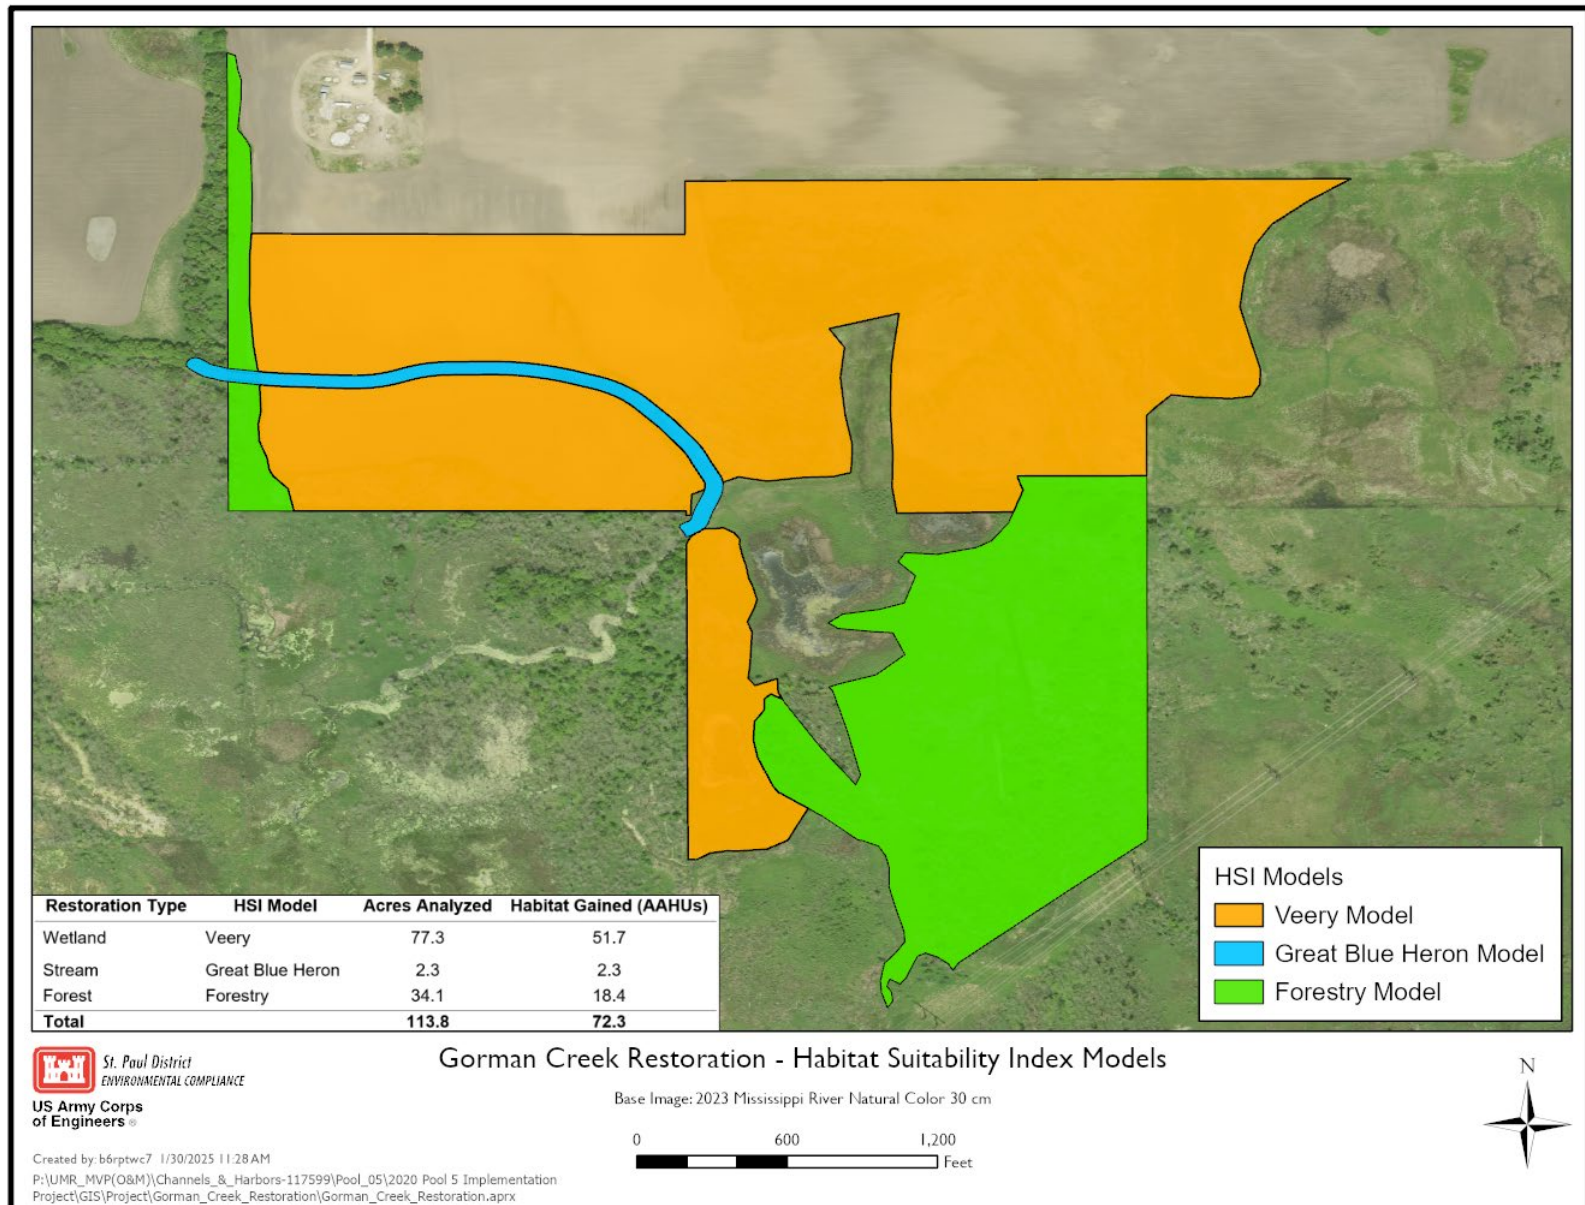 Restoration Type HSI Model Acres Analyzed Habitat Gained (AAHUs)
Wetland Veery 77.3 51.7
Stream Great Blue Heron 2.3 2.3
Forest Forestry 34.1 18.4
Total 113.8 72.3
HSI Models
Veery Model
Great Blue Heron Model
Forestry Model
St. Paul District
ENVIRONMENTAL COMPLIANCE
US Army Corps
of Engineers ®
Gorman Creek Restoration - Habitat Suitability Index Models
Base Image: 2023 Mississippi River Natural Color 30 cm
0 600 1,200
Feet
N
Created by: b6rptwc7 1/30/2025 11:28 AM
P:\UMR_MVP(O&M)\Channels_&_Harbors-117599\Pool_05\2020 Pool 5 Implementation
Project\GIS\Project\Gorman_Creek_Restoration\Gorman_Creek_Restoration.aprx